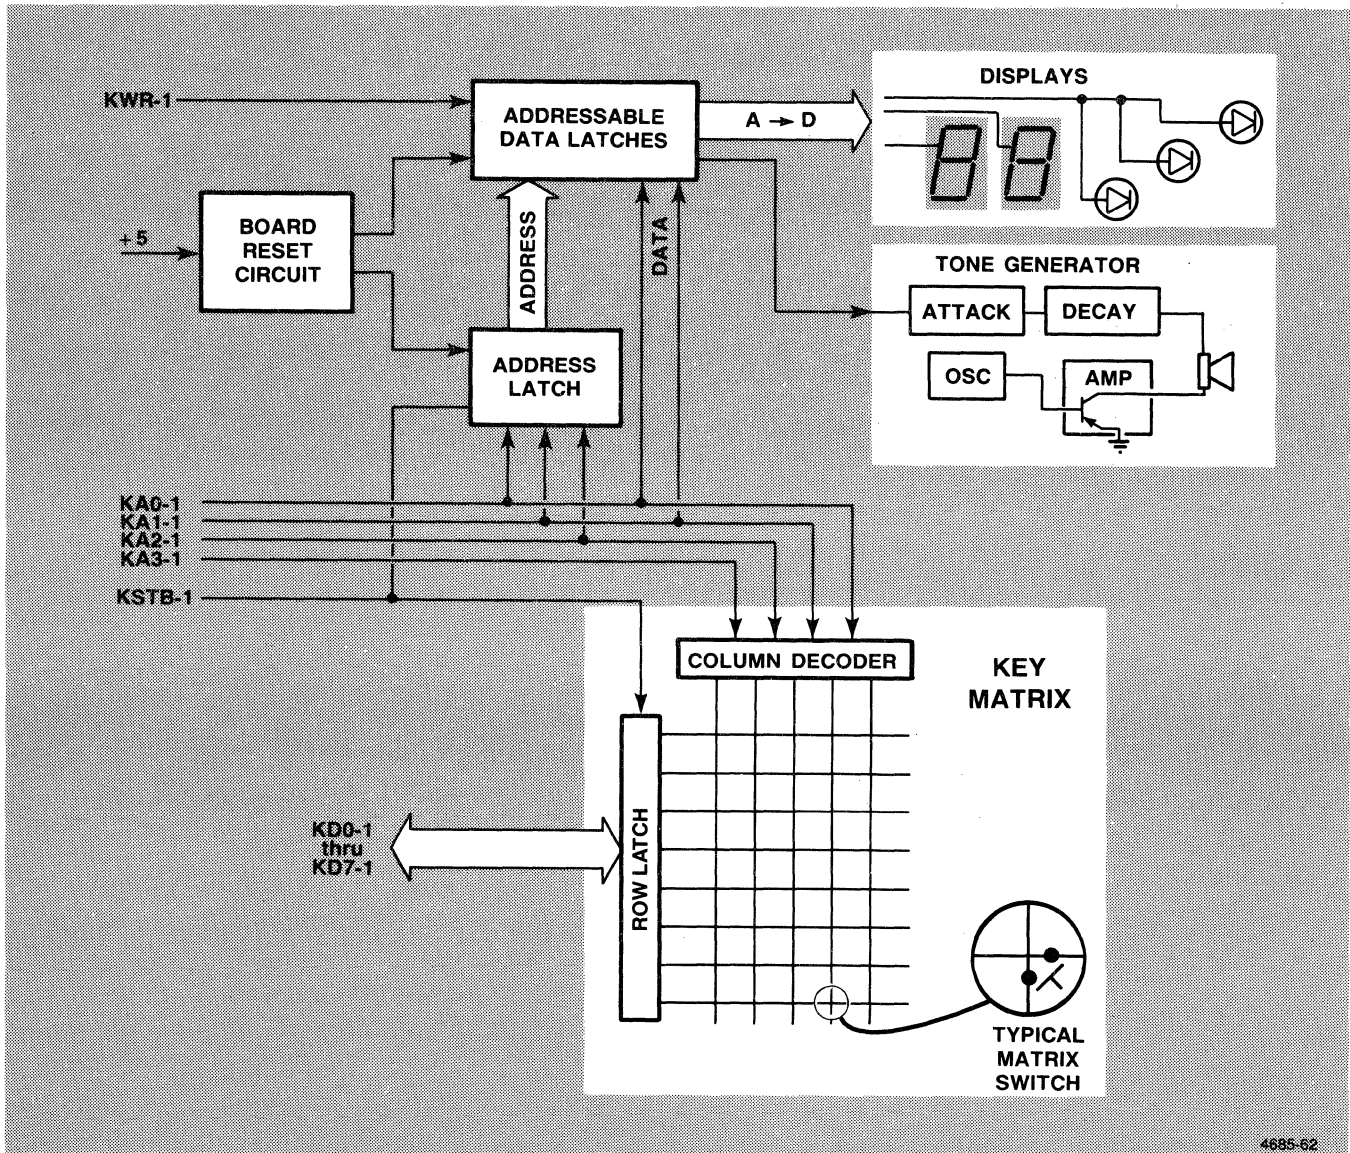 DISPLAYS
KWR-1
ADDRESSABLE
DATA LATCHES
A → D
BOARD
RESET
CIRCUIT
+5
ADDRESS
DATA
TONE GENERATOR
ATTACK
DECAY
OSC
AMP
ADDRESS
LATCH
KA0-1
KA1-1
KA2-1
KA3-1
KSTB-1
COLUMN DECODER
KEY
MATRIX
ROW LATCH
KD0-1
thru
KD7-1
TYPICAL
MATRIX
SWITCH
4685-62